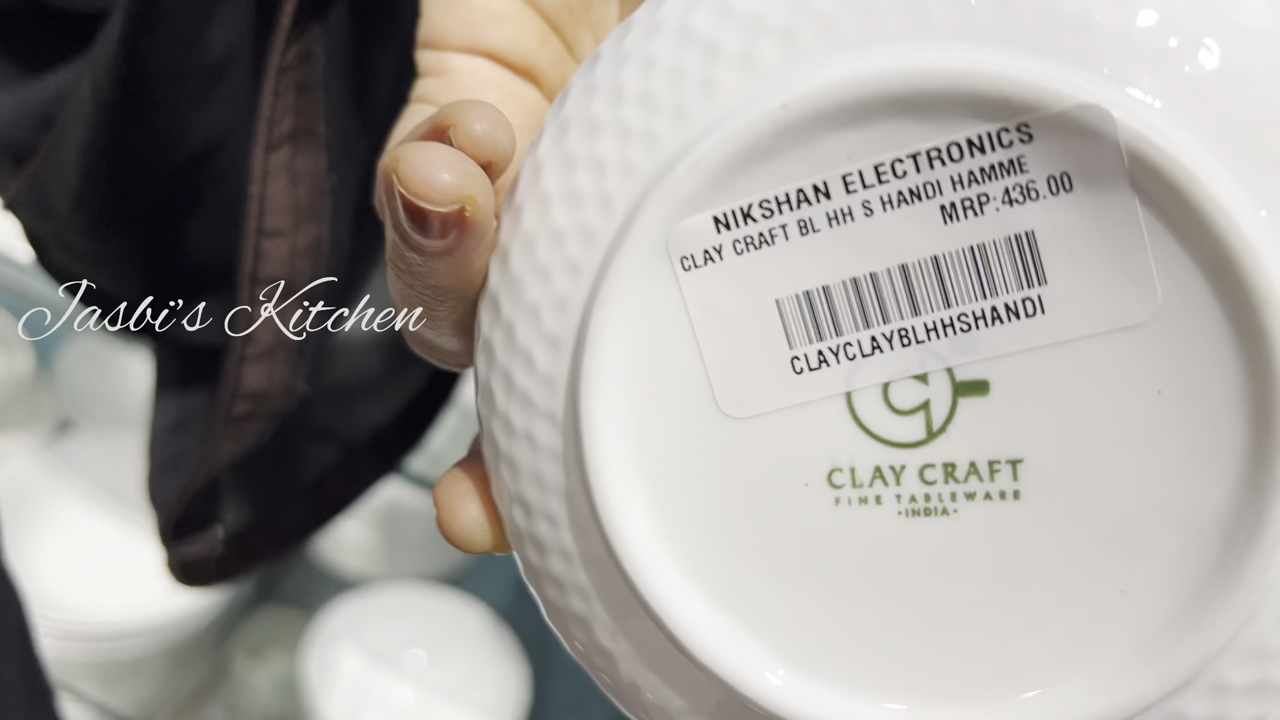 Jasbi's Kitchen
NIKSHAN ELECTRONICS
CLAY CRAFT BL HH S HANDI HAMME
MRP:436.00
CLAYCLAYBLHHSHANDI
CLAY CRAFT
FINE TABLEWARE
·INDIA·